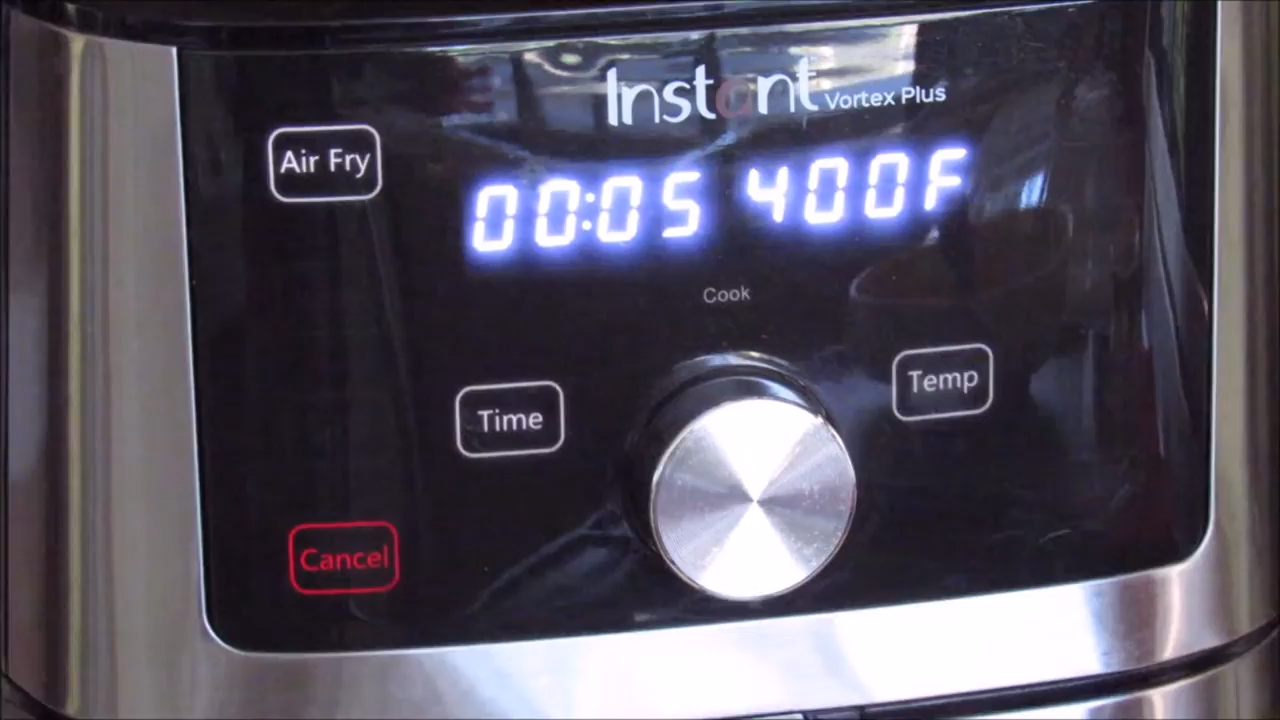 Instant Vortex Plus
Air Fry
00:05 400F
Cook
Time
Temp
Cancel